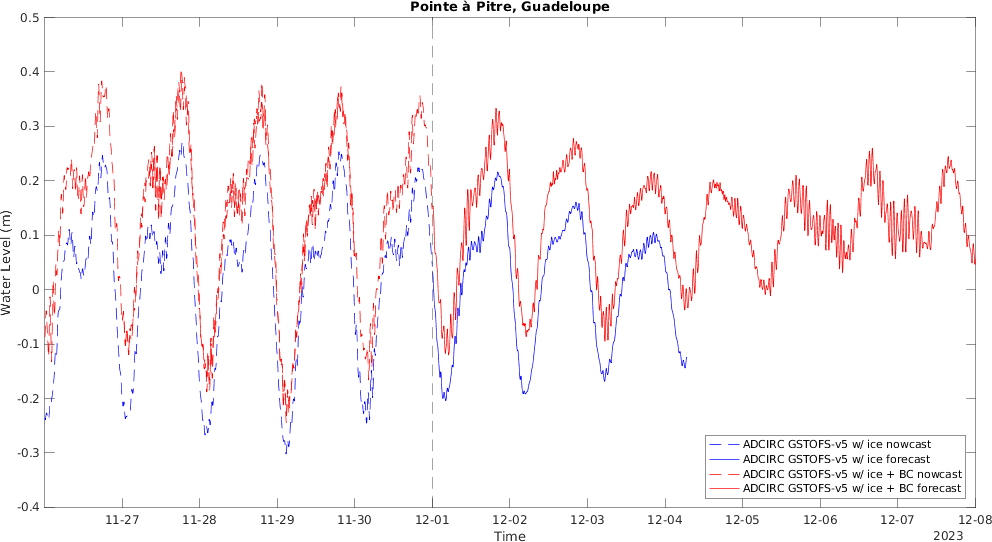 Pointe à Pitre, Guadeloupe
0.5
0.4
0.3
0.2
0.1
0
-0.1
-0.2
-0.3
-0.4
Water Level (m)
ADCIRC GSTOFS-v5 w/ ice nowcast
ADCIRC GSTOFS-v5 w/ ice forecast
ADCIRC GSTOFS-v5 w/ ice + BC nowcast
ADCIRC GSTOFS-v5 w/ ice + BC forecast
11-27 11-28 11-29 11-30 12-01 12-02 12-03 12-04 12-05 12-06 12-07 12-08
Time
2023